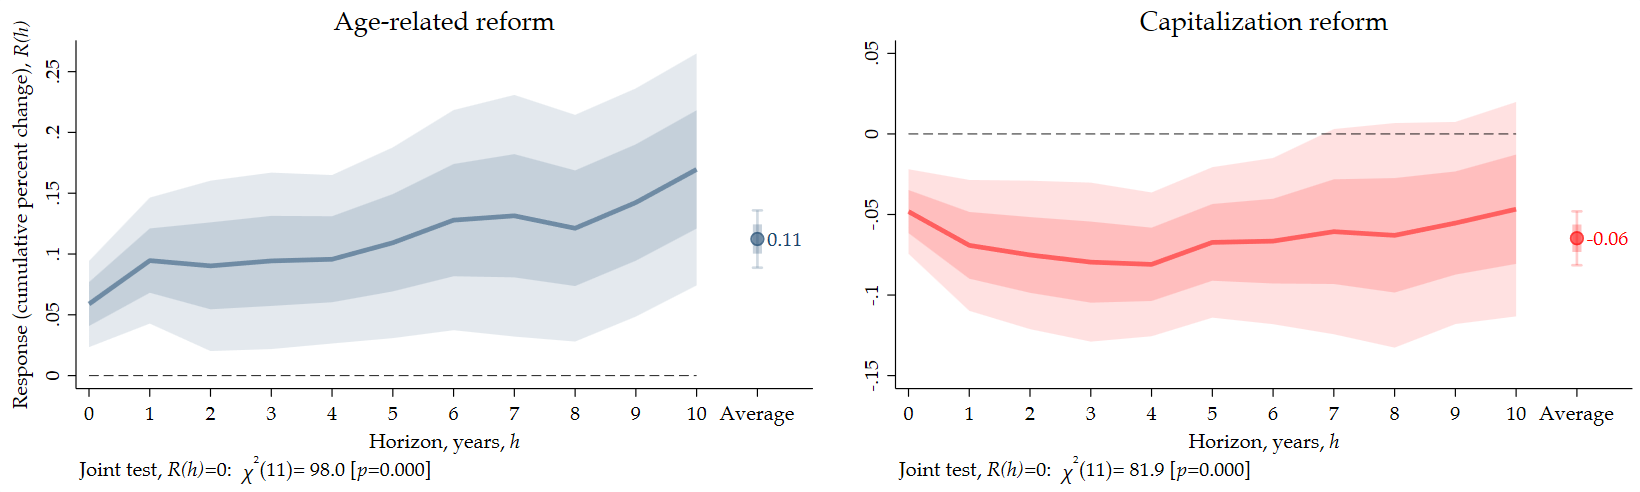 Age-related reform
Response (cumulative percent change), R(h)
.25
.2
.15
.1
.05
0
0 1 2 3 4 5 6 7 8 9 10 Average
0.11
Horizon, years, h
Joint test, R(h)=0: χ²(11)= 98.0 [p=0.000]
Capitalization reform
.05
0
-.05
-.1
-.15
0 1 2 3 4 5 6 7 8 9 10 Average
-0.06
Horizon, years, h
Joint test, R(h)=0: χ²(11)= 81.9 [p=0.000]